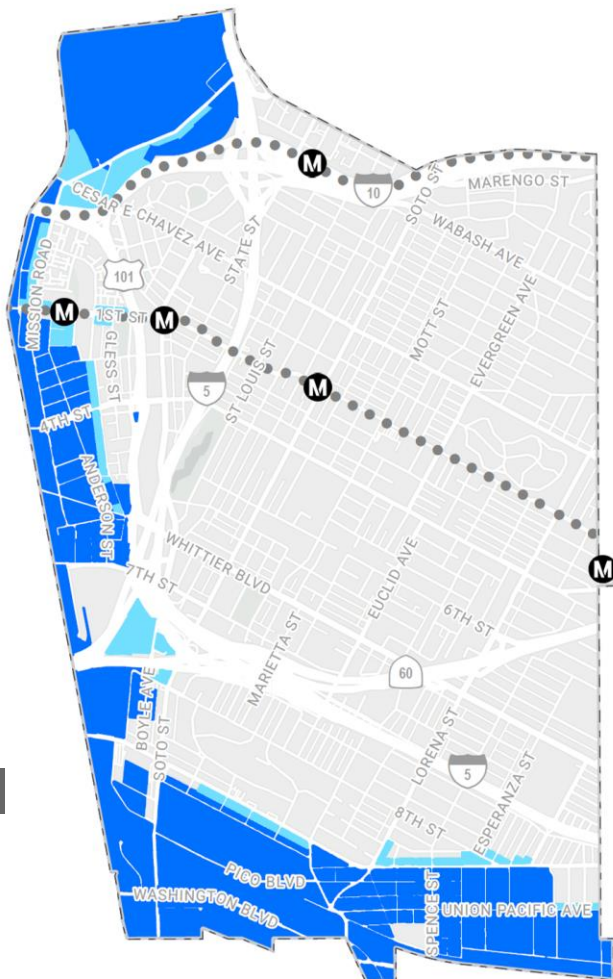 M
10
SOTO ST
MARENGO ST
CESAR E CHAVEZ AVE
WABASH AVE
STATE ST
101
MISSION ROAD
M
1ST ST
M
MOTT ST
EVERGREEN AVE
GLESS ST
5
ST LOUIS ST
M
4TH ST
ANDERSON ST
WHITTIER BLVD
EUCLID AVE
M
7TH ST
6TH ST
MARIETTA ST
60
BOYLE AVE
SOTO ST
LORENA ST
5
ESPERANZA ST
8TH ST
PICO BLVD
SPENCE ST
WASHINGTON BLVD
UNION PACIFIC AVE